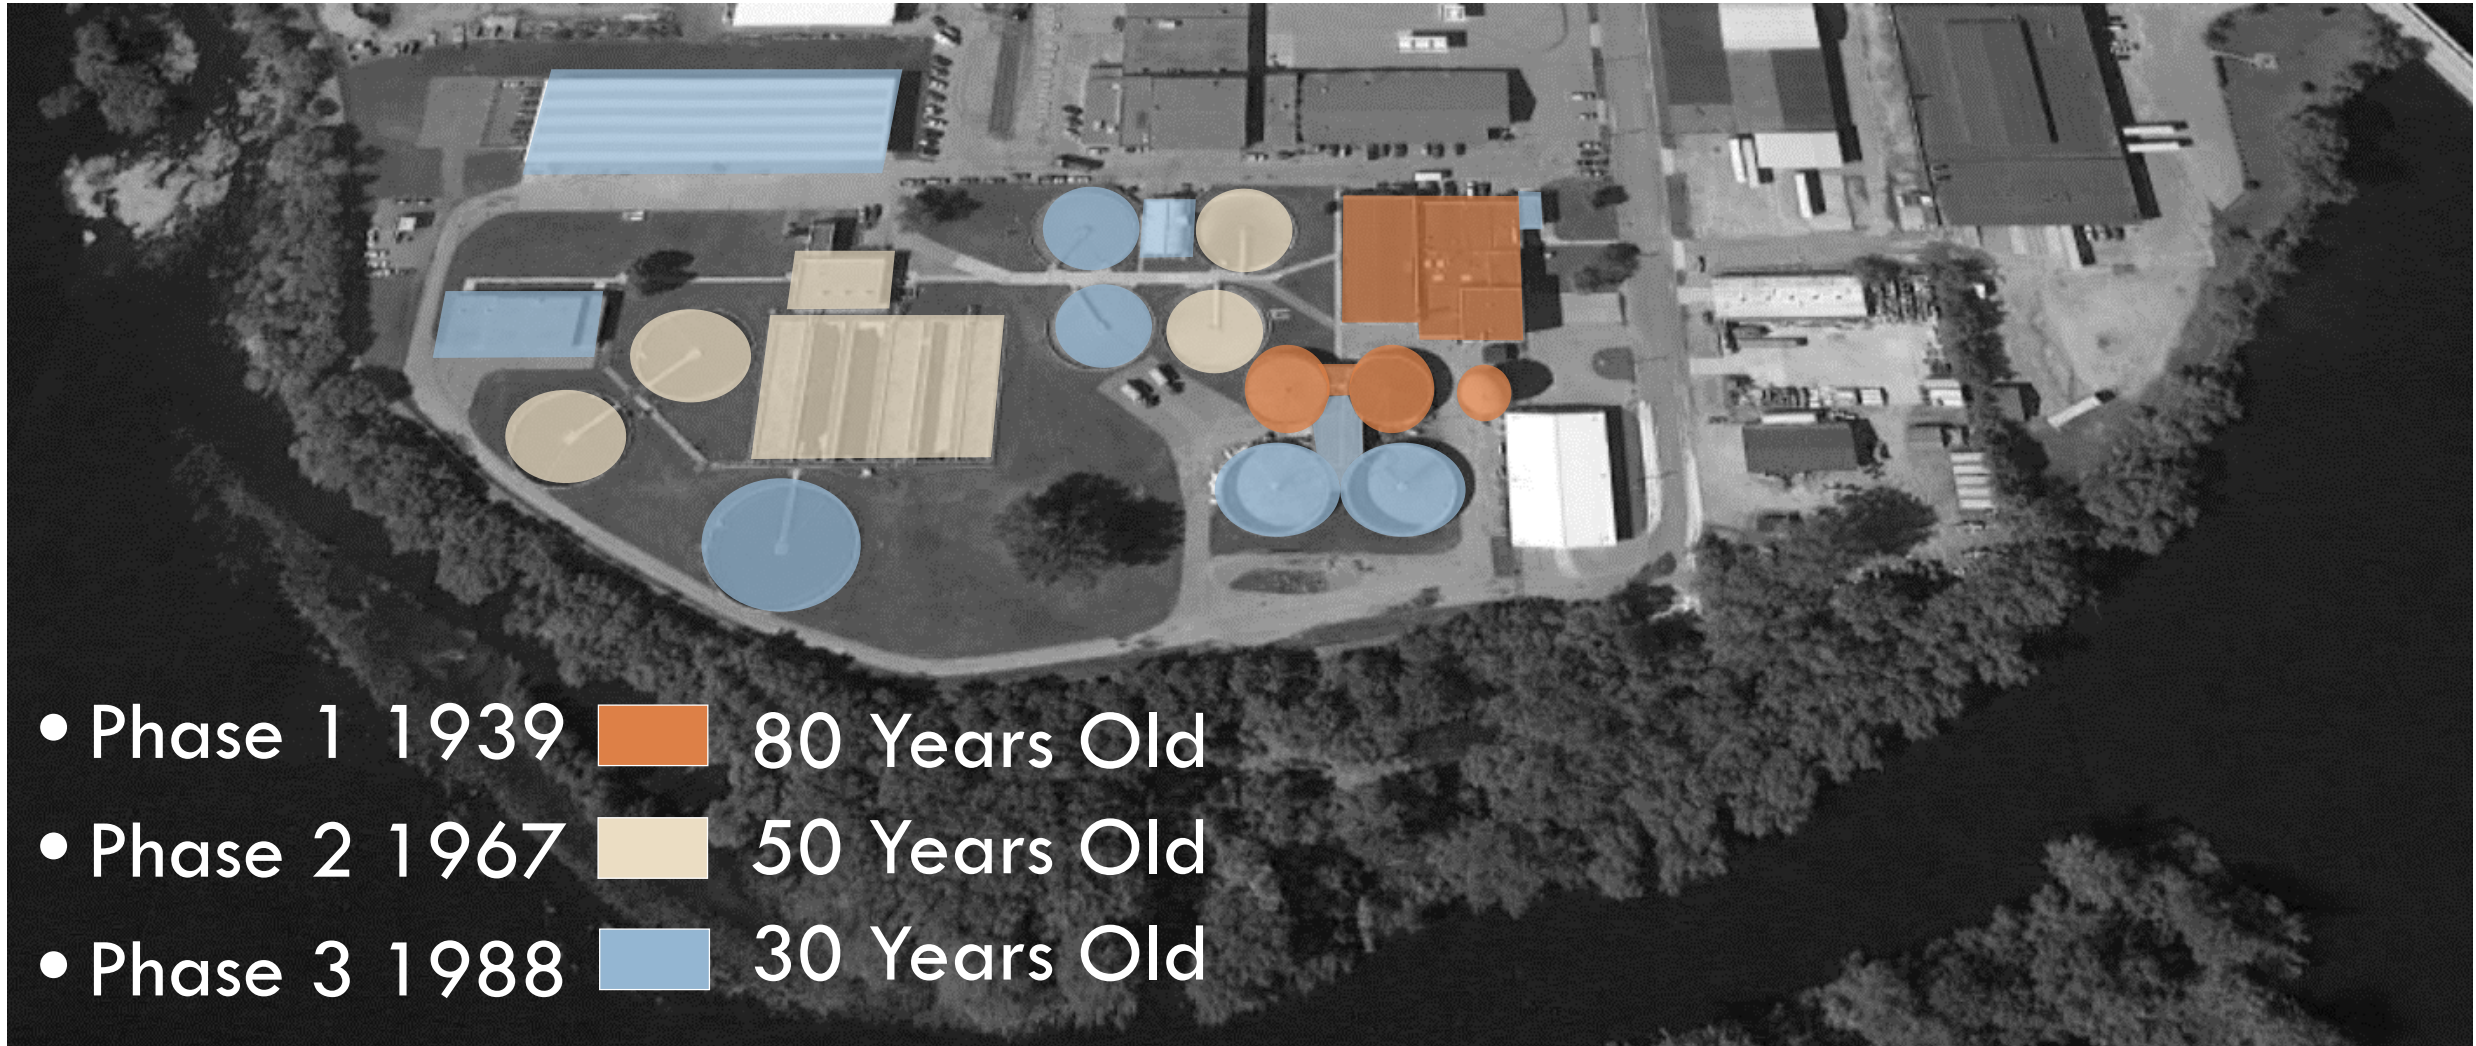 • Phase 1 1939 80 Years Old
• Phase 2 1967 50 Years Old
• Phase 3 1988 30 Years Old